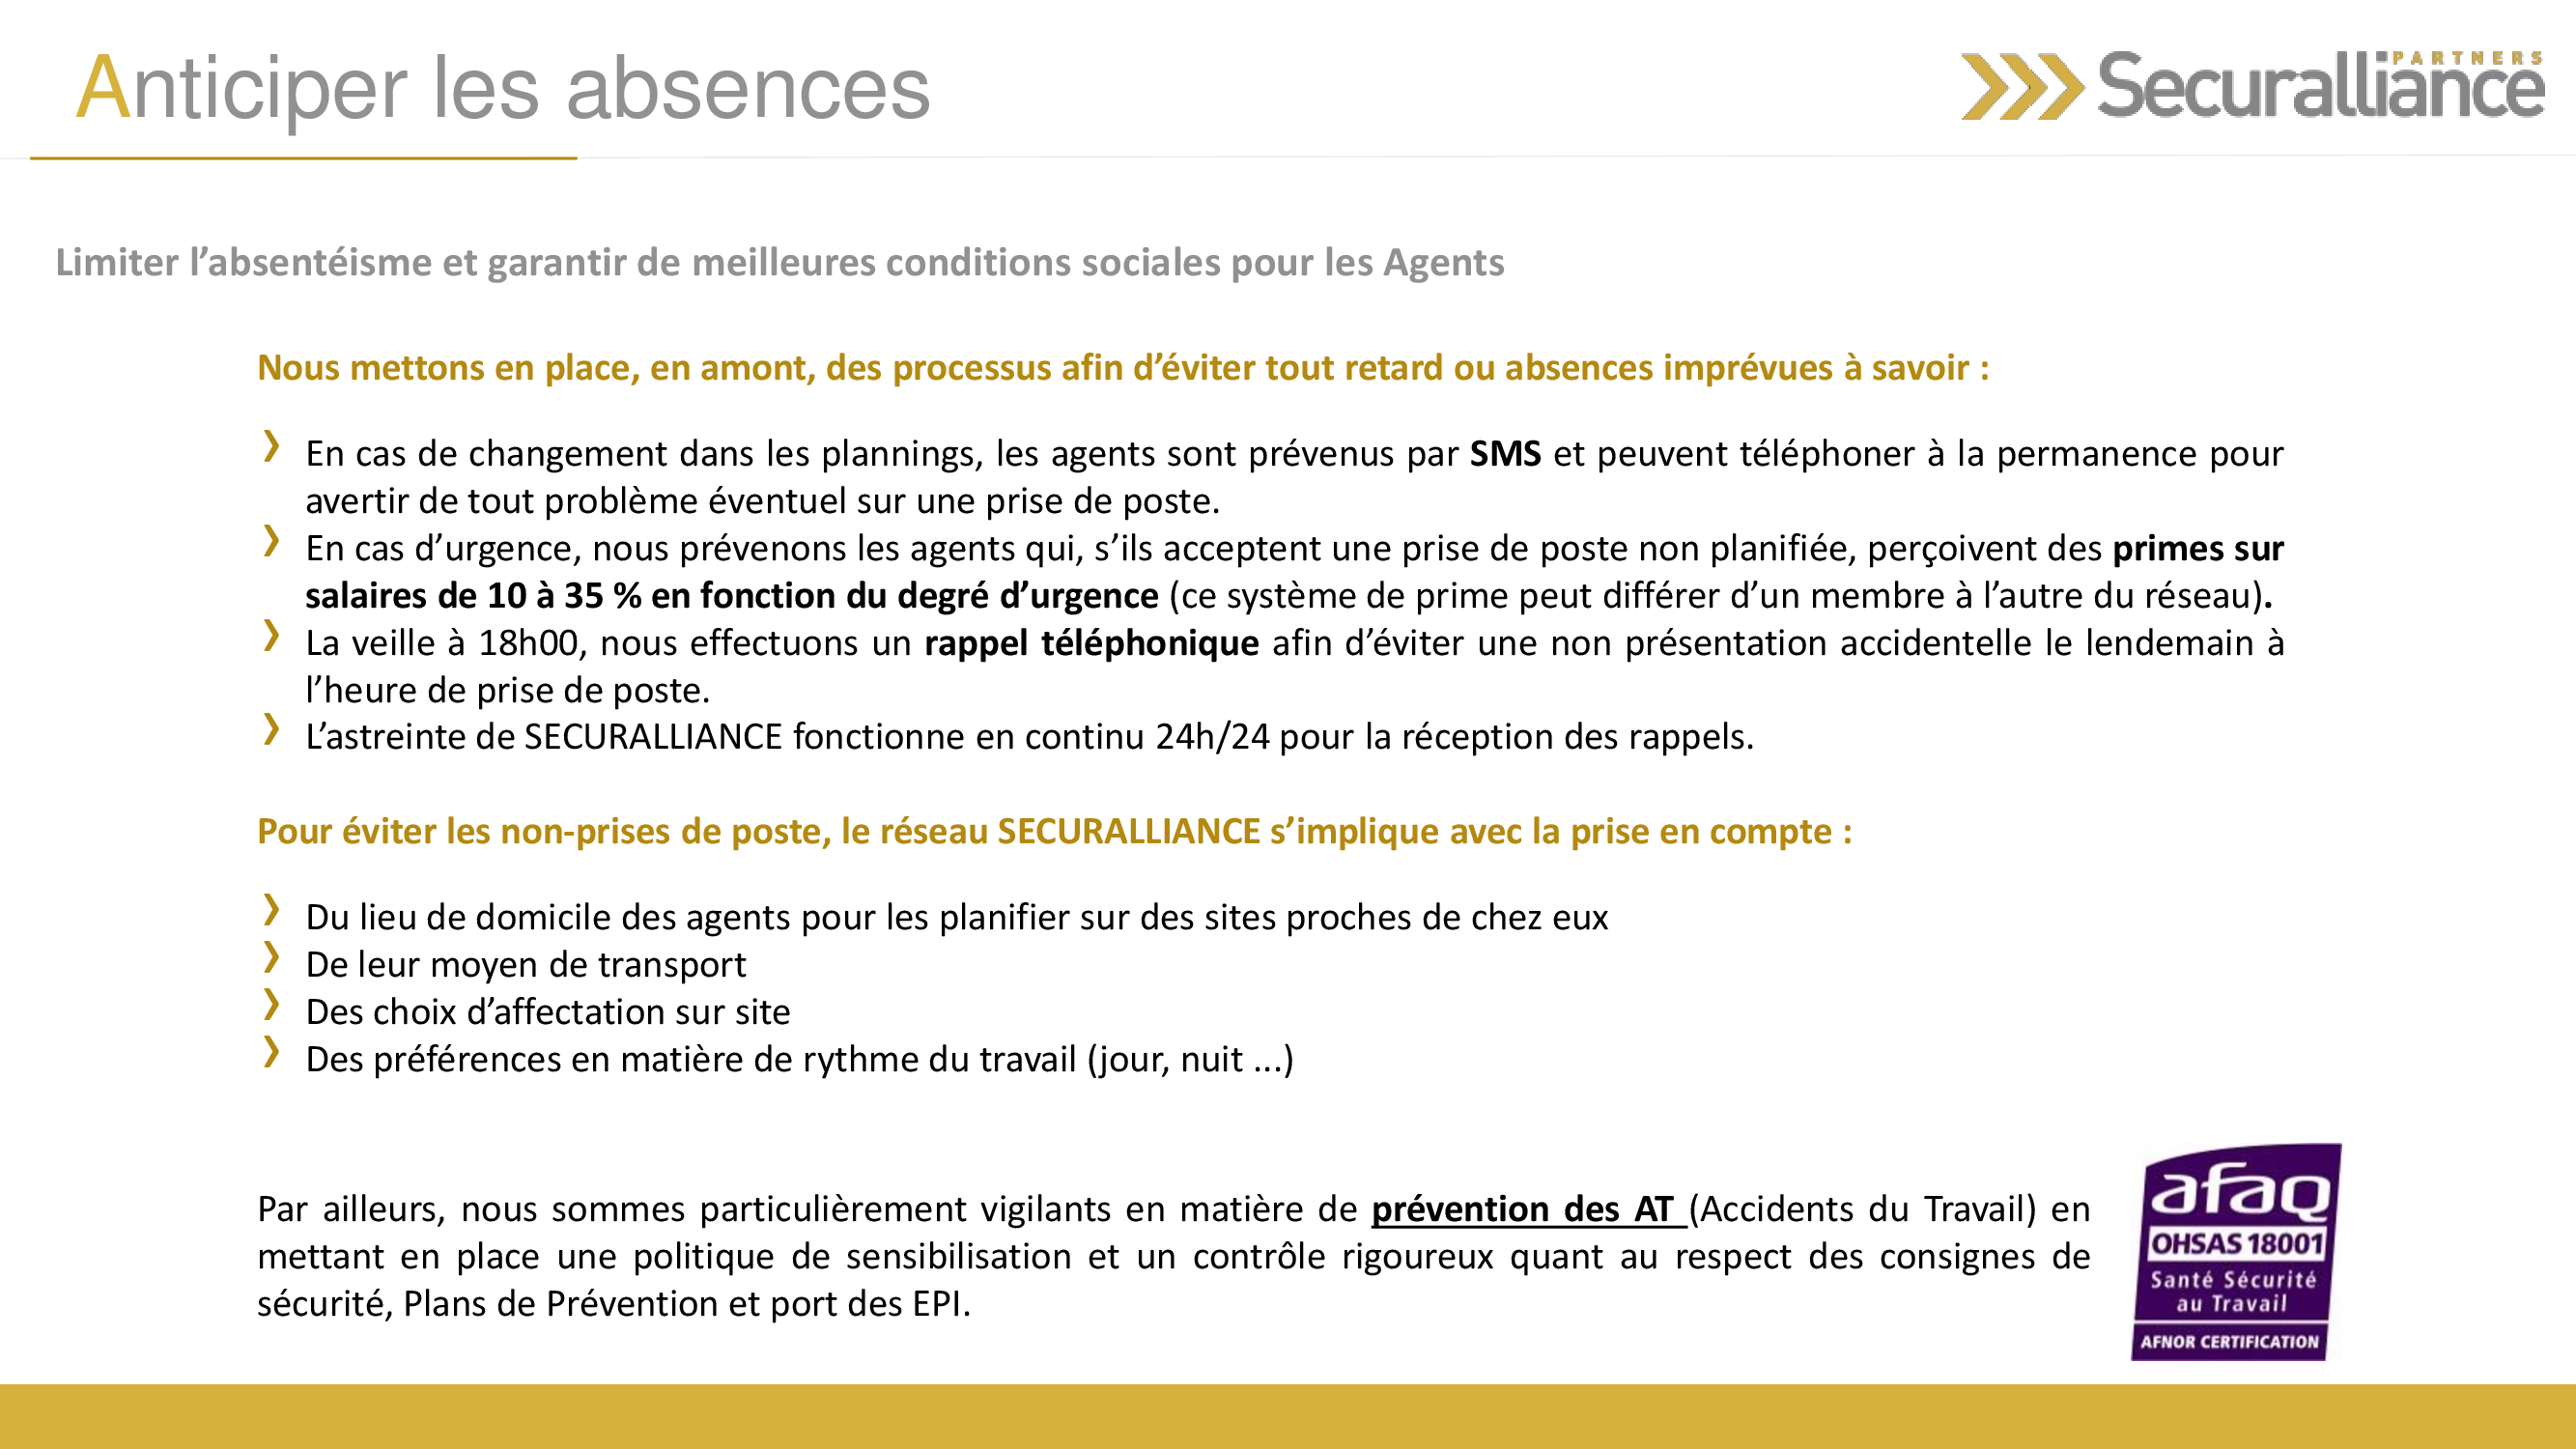 Anticiper les absences
PARTNERS
Securalliance
Limiter l’absentéisme et garantir de meilleures conditions sociales pour les Agents
Nous mettons en place, en amont, des processus afin d’éviter tout retard ou absences imprévues à savoir :
En cas de changement dans les plannings, les agents sont prévenus par SMS et peuvent téléphoner à la permanence pour
avertir de tout problème éventuel sur une prise de poste.
En cas d’urgence, nous prévenons les agents qui, s’ils acceptent une prise de poste non planifiée, perçoivent des primes sur
salaires de 10 à 35 % en fonction du degré d’urgence (ce système de prime peut différer d’un membre à l’autre du réseau).
La veille à 18h00, nous effectuons un rappel téléphonique afin d’éviter une non présentation accidentelle le lendemain à
l’heure de prise de poste.
L’astreinte de SECURALLIANCE fonctionne en continu 24h/24 pour la réception des rappels.
Pour éviter les non-prises de poste, le réseau SECURALLIANCE s’implique avec la prise en compte :
Du lieu de domicile des agents pour les planifier sur des sites proches de chez eux
De leur moyen de transport
Des choix d’affectation sur site
Des préférences en matière de rythme du travail (jour, nuit ...)
Par ailleurs, nous sommes particulièrement vigilants en matière de prévention des AT (Accidents du Travail) en
mettant en place une politique de sensibilisation et un contrôle rigoureux quant au respect des consignes de
sécurité, Plans de Prévention et port des EPI.
afaq
OHSAS 18001
Santé Sécurité
au Travail
AFNOR CERTIFICATION